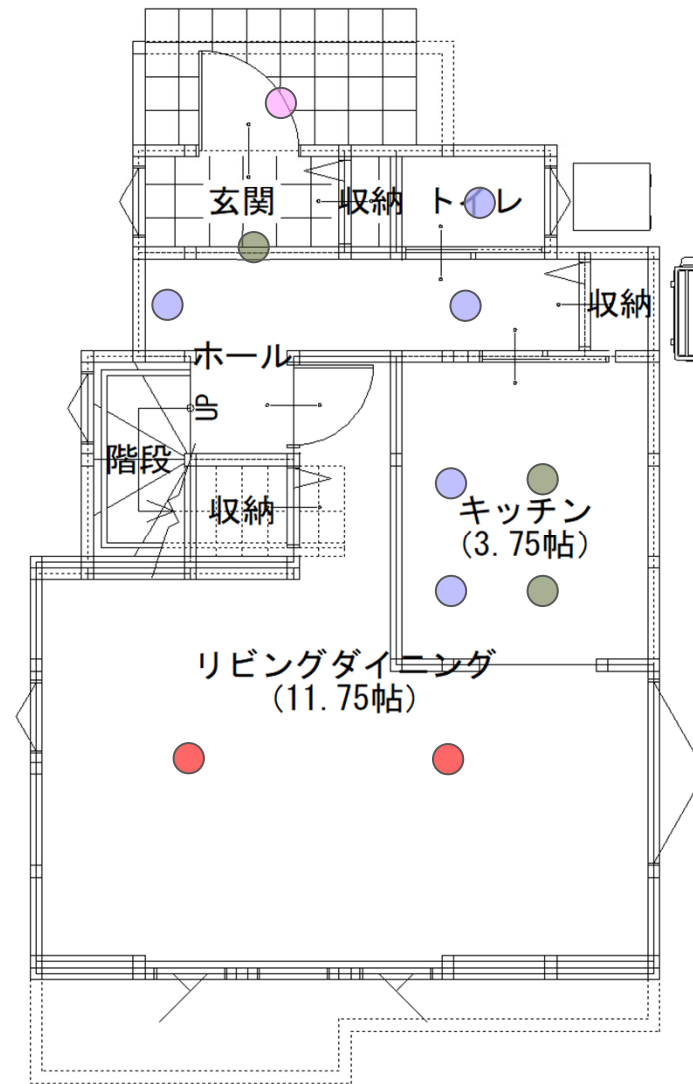 玄関
収納
トイレ
収納
ホール
UP
階段
収納
キッチン
(3.75帖)
リビングダイニング
(11.75帖)